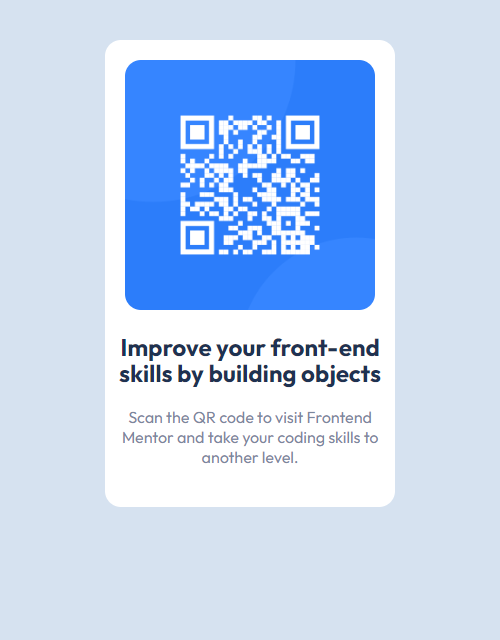 Improve your front-end
skills by building objects
Scan the QR code to visit Frontend
Mentor and take your coding skills to
another level.